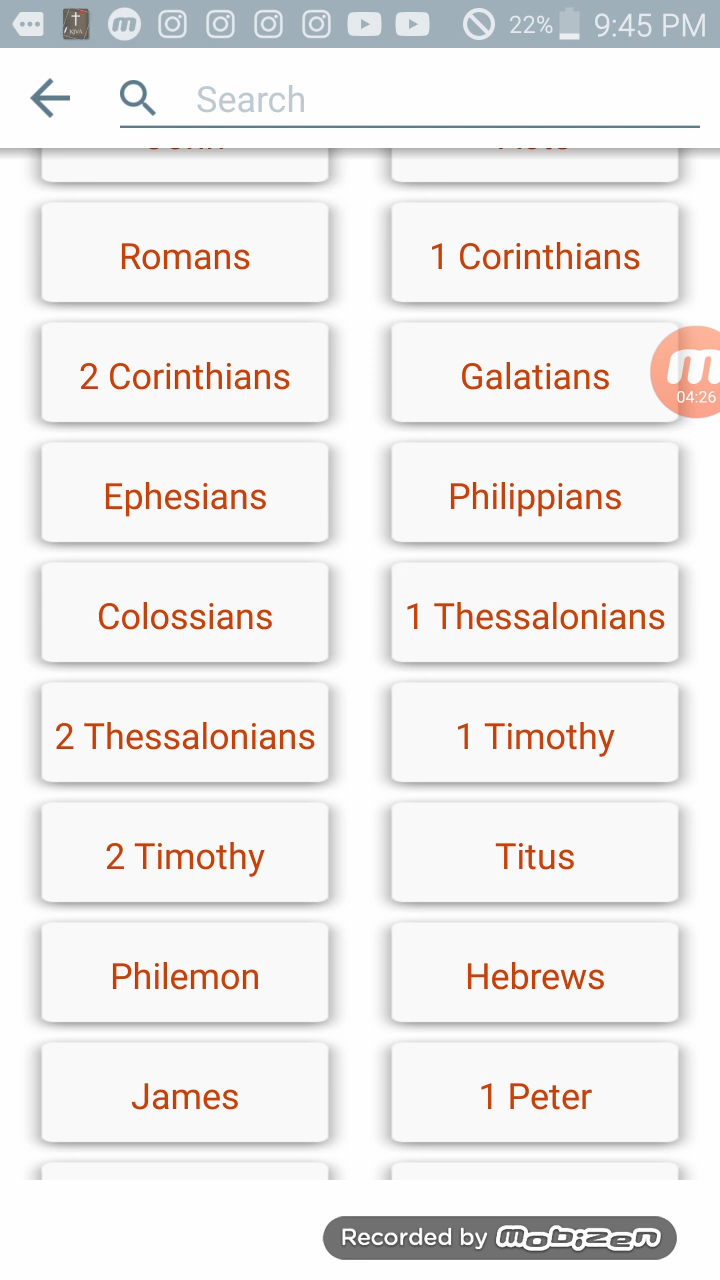 22% 9:45 PM
Search
Romans 1 Corinthians
2 Corinthians Galatians
04:26
Ephesians Philippians
Colossians 1 Thessalonians
2 Thessalonians 1 Timothy
2 Timothy Titus
Philemon Hebrews
James 1 Peter
Recorded by mobizen